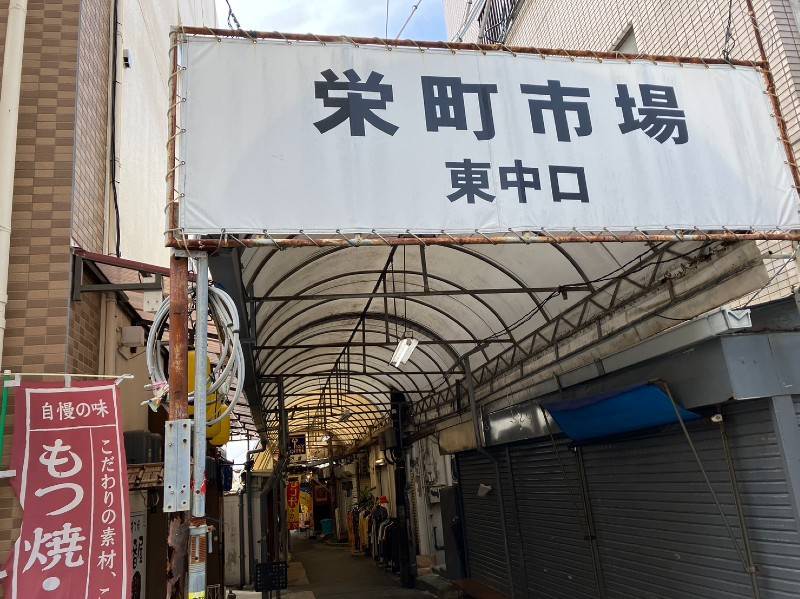 栄町市場
東中口
自慢の味
もつ焼・
こだわりの素材、こ